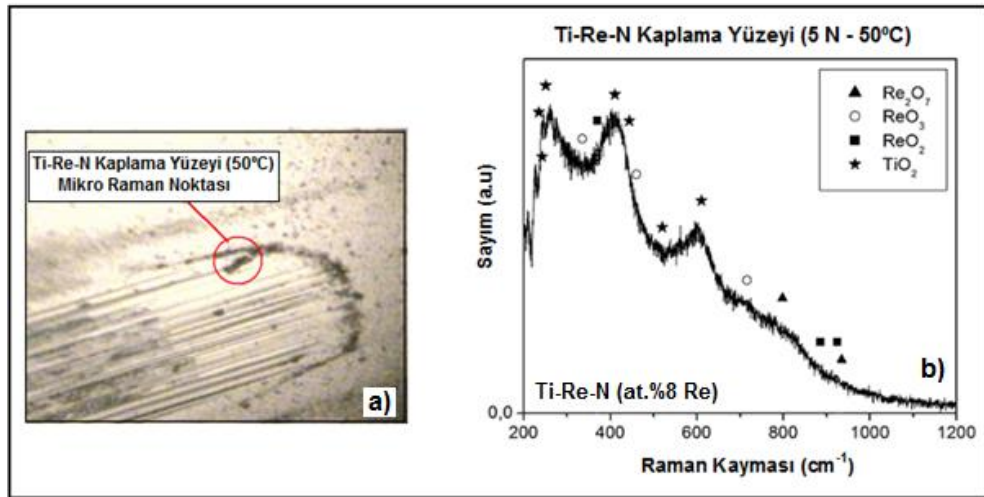 Ti-Re-N Kaplama Yüzeyi (50ºC)
Mikro Raman Noktası
a)
Ti-Re-N Kaplama Yüzeyi (5 N - 50ºC)
▲ Re₂O₇
○ ReO₃
■ ReO₂
★ TiO₂
Sayım (a.u)
0,0
Ti-Re-N (at.%8 Re)
b)
200 400 600 800 1000 1200
Raman Kayması (cm⁻¹)